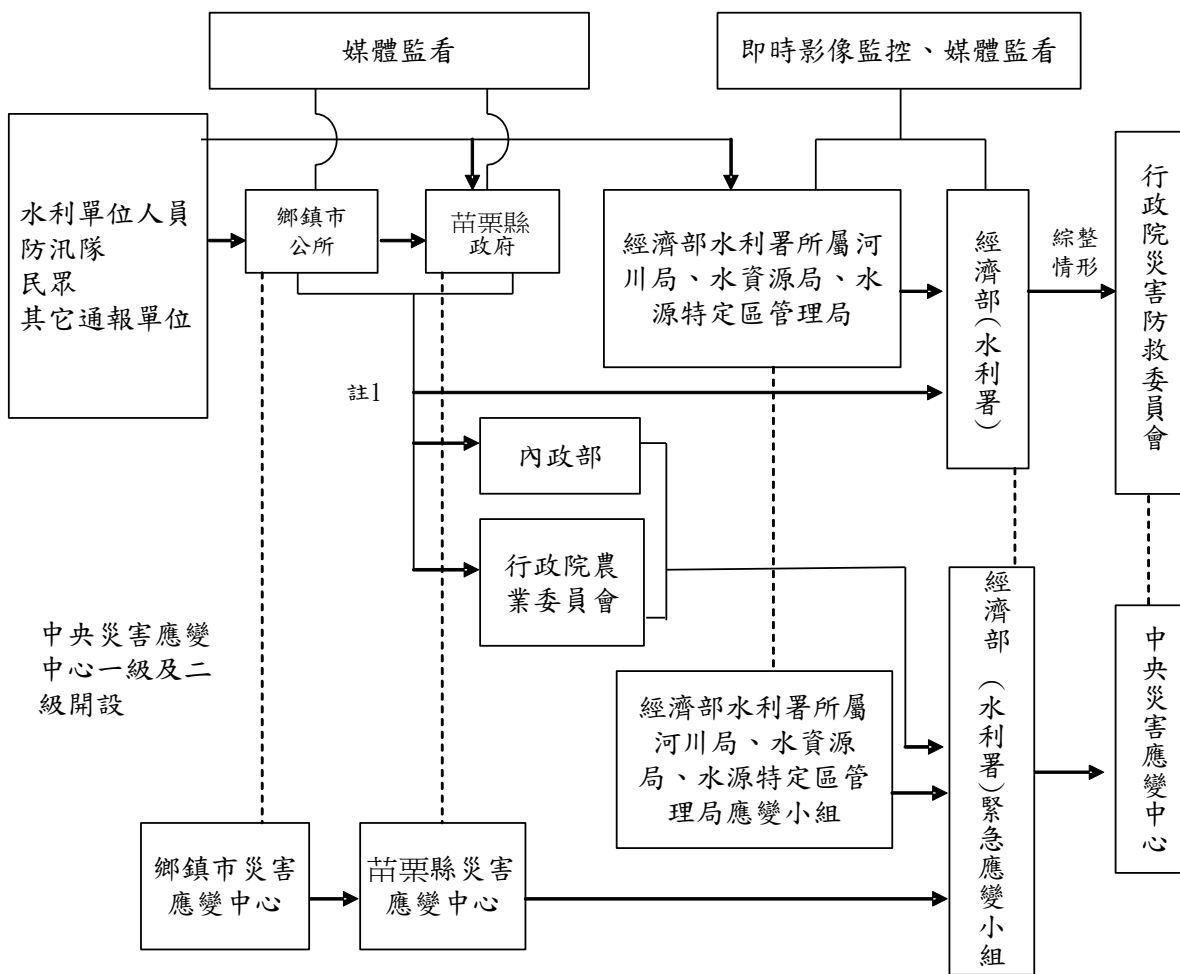 媒體監看
即時影像監控、媒體監看
水利單位人員
防汛隊
民眾
其它通報單位
鄉鎮市
公所
苗栗縣
政府
經濟部水利署所屬河
川局、水資源局、水
源特定區管理局
經濟部(水利署)
綜整
情形
行政院災害防救委員會
註1
內政部
行政院農
業委員會
中央災害應變
中心一級及二
級開設
經濟部水利署所屬
河川局、水資源
局、水源特定區管
理局應變小組
經濟部 (水利署)緊急應變小組
中央災害應變中心
鄉鎮市災害
應變中心
苗栗縣災害
應變中心